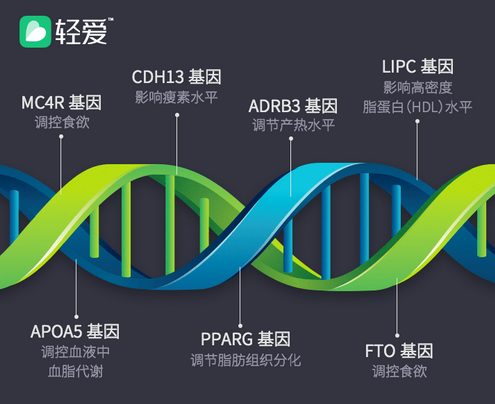 轻爱™
CDH13 基因
影响瘦素水平
LIPC 基因
影响高密度
脂蛋白(HDL)水平
MC4R 基因
调控食欲
ADRB3 基因
调节产热水平
APOA5 基因
调控血液中
血脂代谢
PPARG 基因
调节脂肪组织分化
FTO 基因
调控食欲